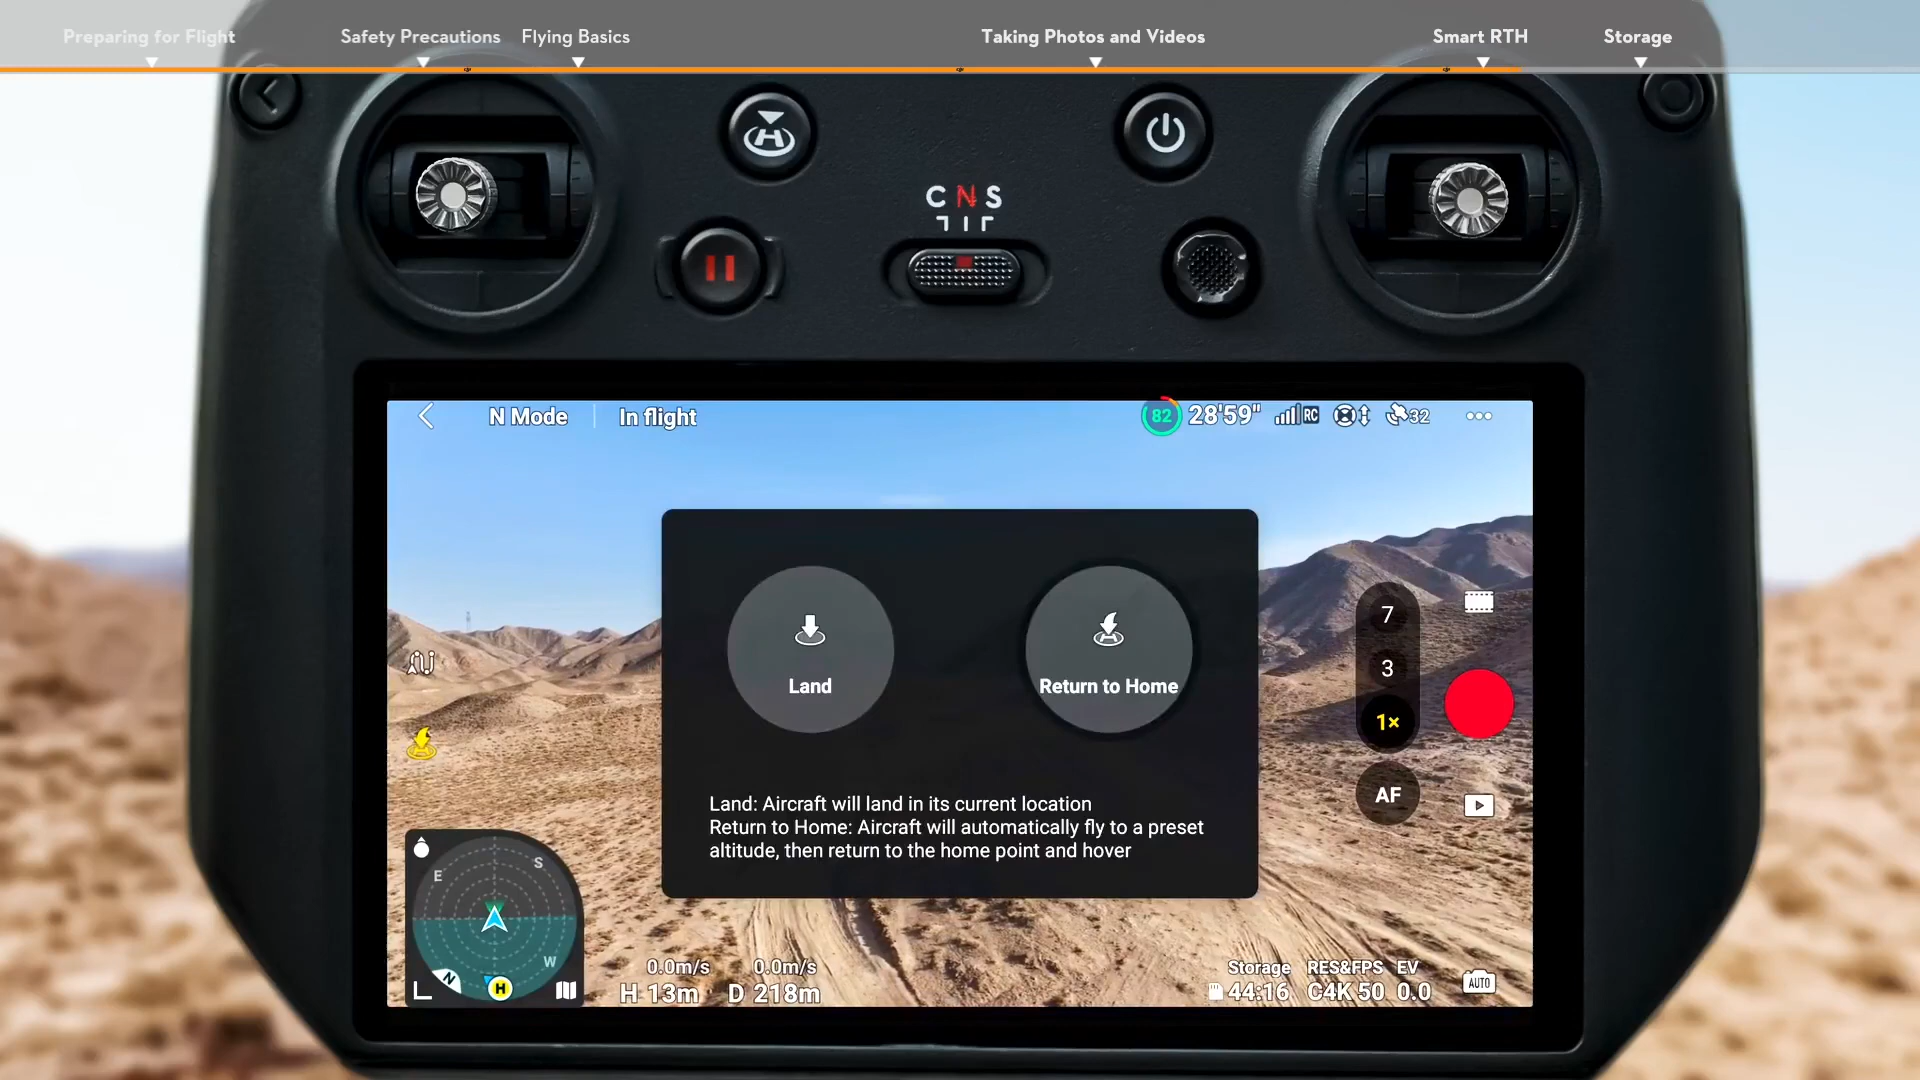 Preparing for Flight
Safety Precautions
Flying Basics
Taking Photos and Videos
Smart RTH
Storage
C N S
N Mode
In flight
82
28'59"
RC
32
Land
Return to Home
Land: Aircraft will land in its current location
Return to Home: Aircraft will automatically fly to a preset
altitude, then return to the home point and hover
7
3
1×
AF
S
E
W
N
H
0.0m/s
0.0m/s
H 13m
D 218m
Storage
RES&FPS
EV
44:16
C4K 50
0.0
AUTO